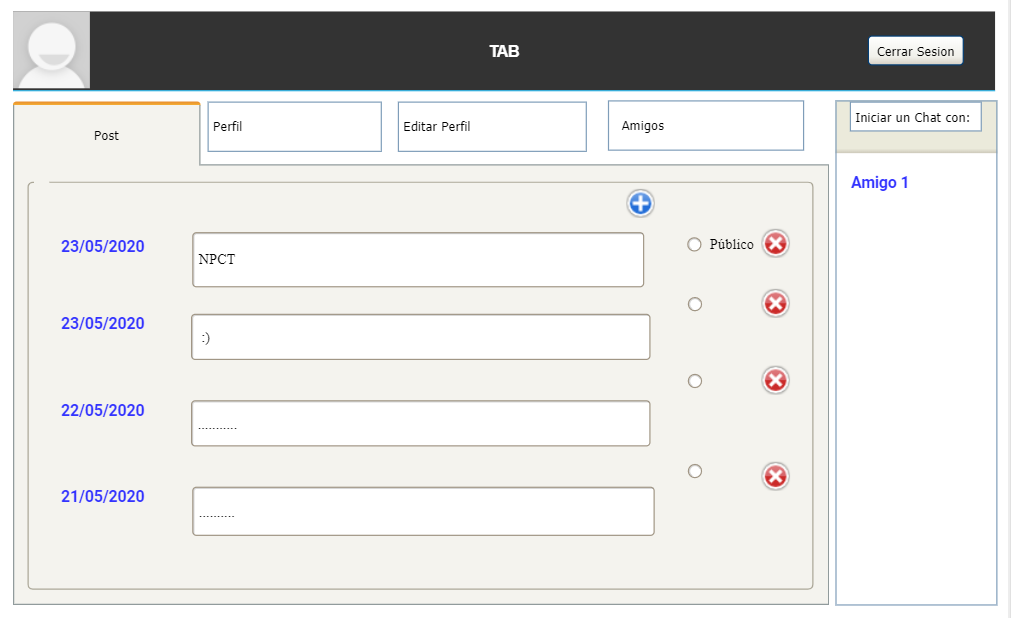 TAB
Cerrar Sesion
Post
Perfil
Editar Perfil
Amigos
Iniciar un Chat con:
Amigo 1
23/05/2020
NPCT
Público
23/05/2020
:)
22/05/2020
...........
21/05/2020
..........